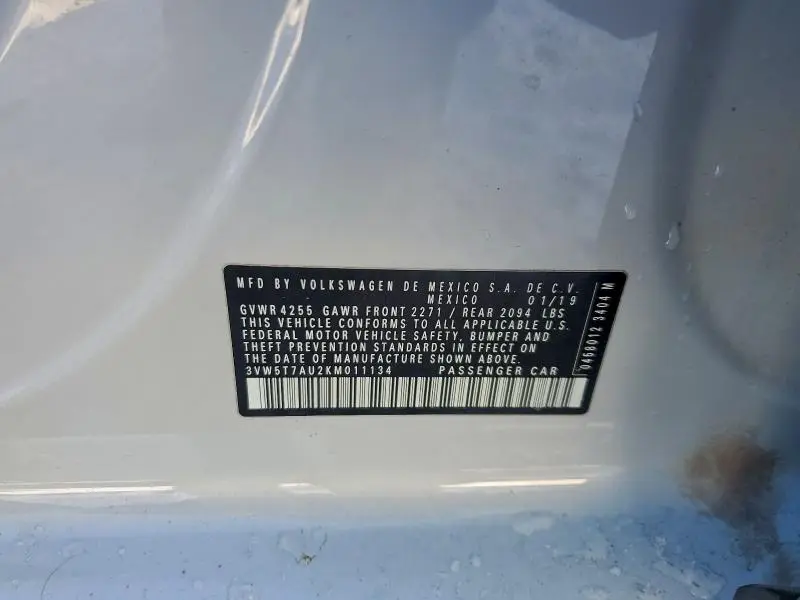 MFD BY VOLKSWAGEN DE MEXICO S.A. DE C.V.
MEXICO 01/19
GVWR 4255 GAWR FRONT 2271 / REAR 2094 LBS
THIS VEHICLE CONFORMS TO ALL APPLICABLE U.S.
FEDERAL MOTOR VEHICLE SAFETY, BUMPER AND
THEFT PREVENTION STANDARDS IN EFFECT ON
THE DATE OF MANUFACTURE SHOWN ABOVE.
3VW5T7AU2KM011134 PASSENGER CAR
0468012 3404 M